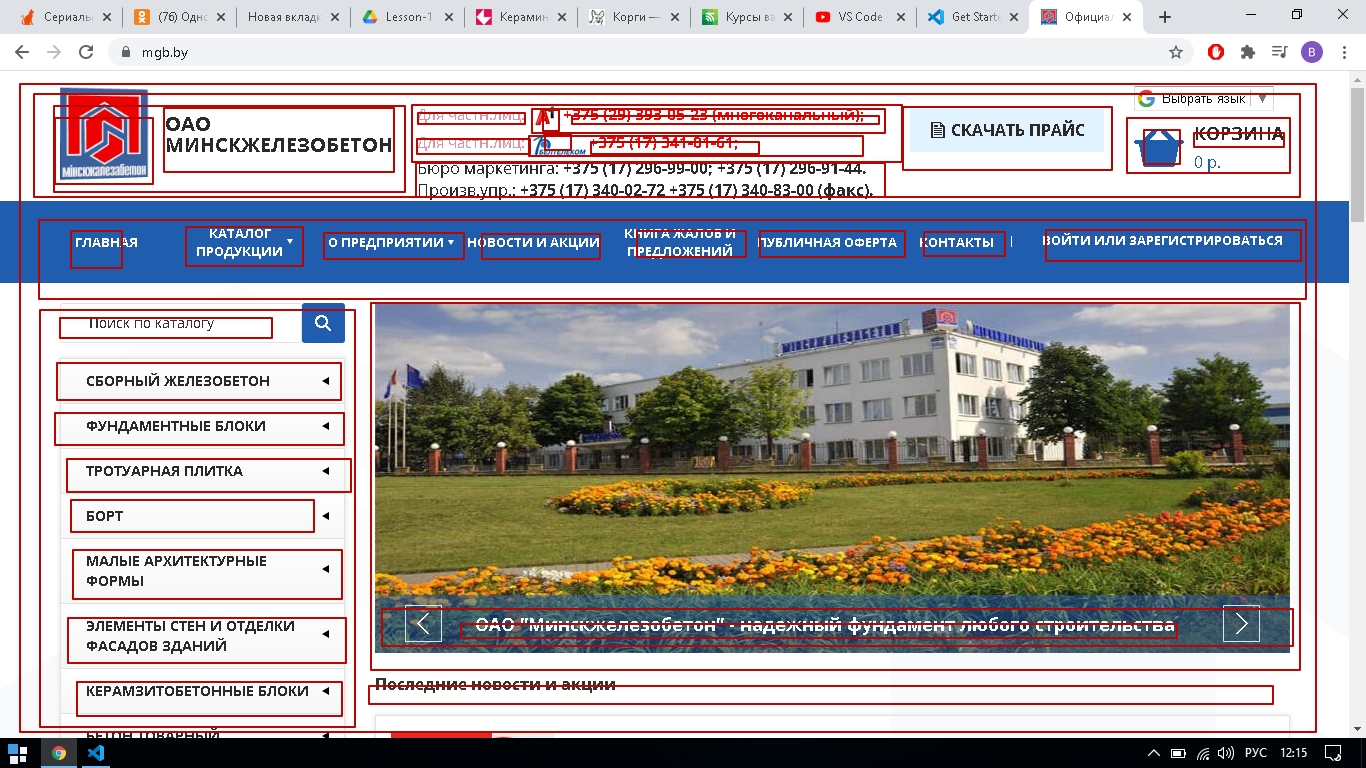 Сериаль
(76) Одно
Новая вкладк
Lesson-1
Керамин
Корги —
Курсы ва
VS Code
Get Starte
Официал
mgb.by
В
МIНСКЖЛЕЗАБЕТОН
ОАО
МИНСКЖЕЛЕЗОБЕТОН
Для частн.лиц:
+375 (29) 393-05-23 (многоканальный);
Для частн.лиц:
+375 (17) 341-81-61;
Бюро маркетинга: +375 (17) 296-99-00; +375 (17) 296-91-44.
Произв.упр.: +375 (17) 340-02-72 +375 (17) 340-83-00 (факс).
СКАЧАТЬ ПРАЙС
Выбрать язык
КОРЗИНА
0 р.
ГЛАВНАЯ
КАТАЛОГ
ПРОДУКЦИИ
О ПРЕДПРИЯТИИ
НОВОСТИ И АКЦИИ
КНИГА ЖАЛОБ И
ПРЕДЛОЖЕНИЙ
ПУБЛИЧНАЯ ОФЕРТА
КОНТАКТЫ
ВОЙТИ ИЛИ ЗАРЕГИСТРИРОВАТЬСЯ
Поиск по каталогу
СБОРНЫЙ ЖЕЛЕЗОБЕТОН
ФУНДАМЕНТНЫЕ БЛОКИ
ТРОТУАРНАЯ ПЛИТКА
БОРТ
МАЛЫЕ АРХИТЕКТУРНЫЕ
ФОРМЫ
ЭЛЕМЕНТЫ СТЕН И ОТДЕЛКИ
ФАСАДОВ ЗДАНИЙ
КЕРАМЗИТОБЕТОННЫЕ БЛОКИ
БЕТОН ТОВАРНЫЙ
МIНСКЖЕЛЕЗАБЕТОН
ОАО "Минскжелезобетон" - надежный фундамент любого строительства
Последние новости и акции
РУС
12:15